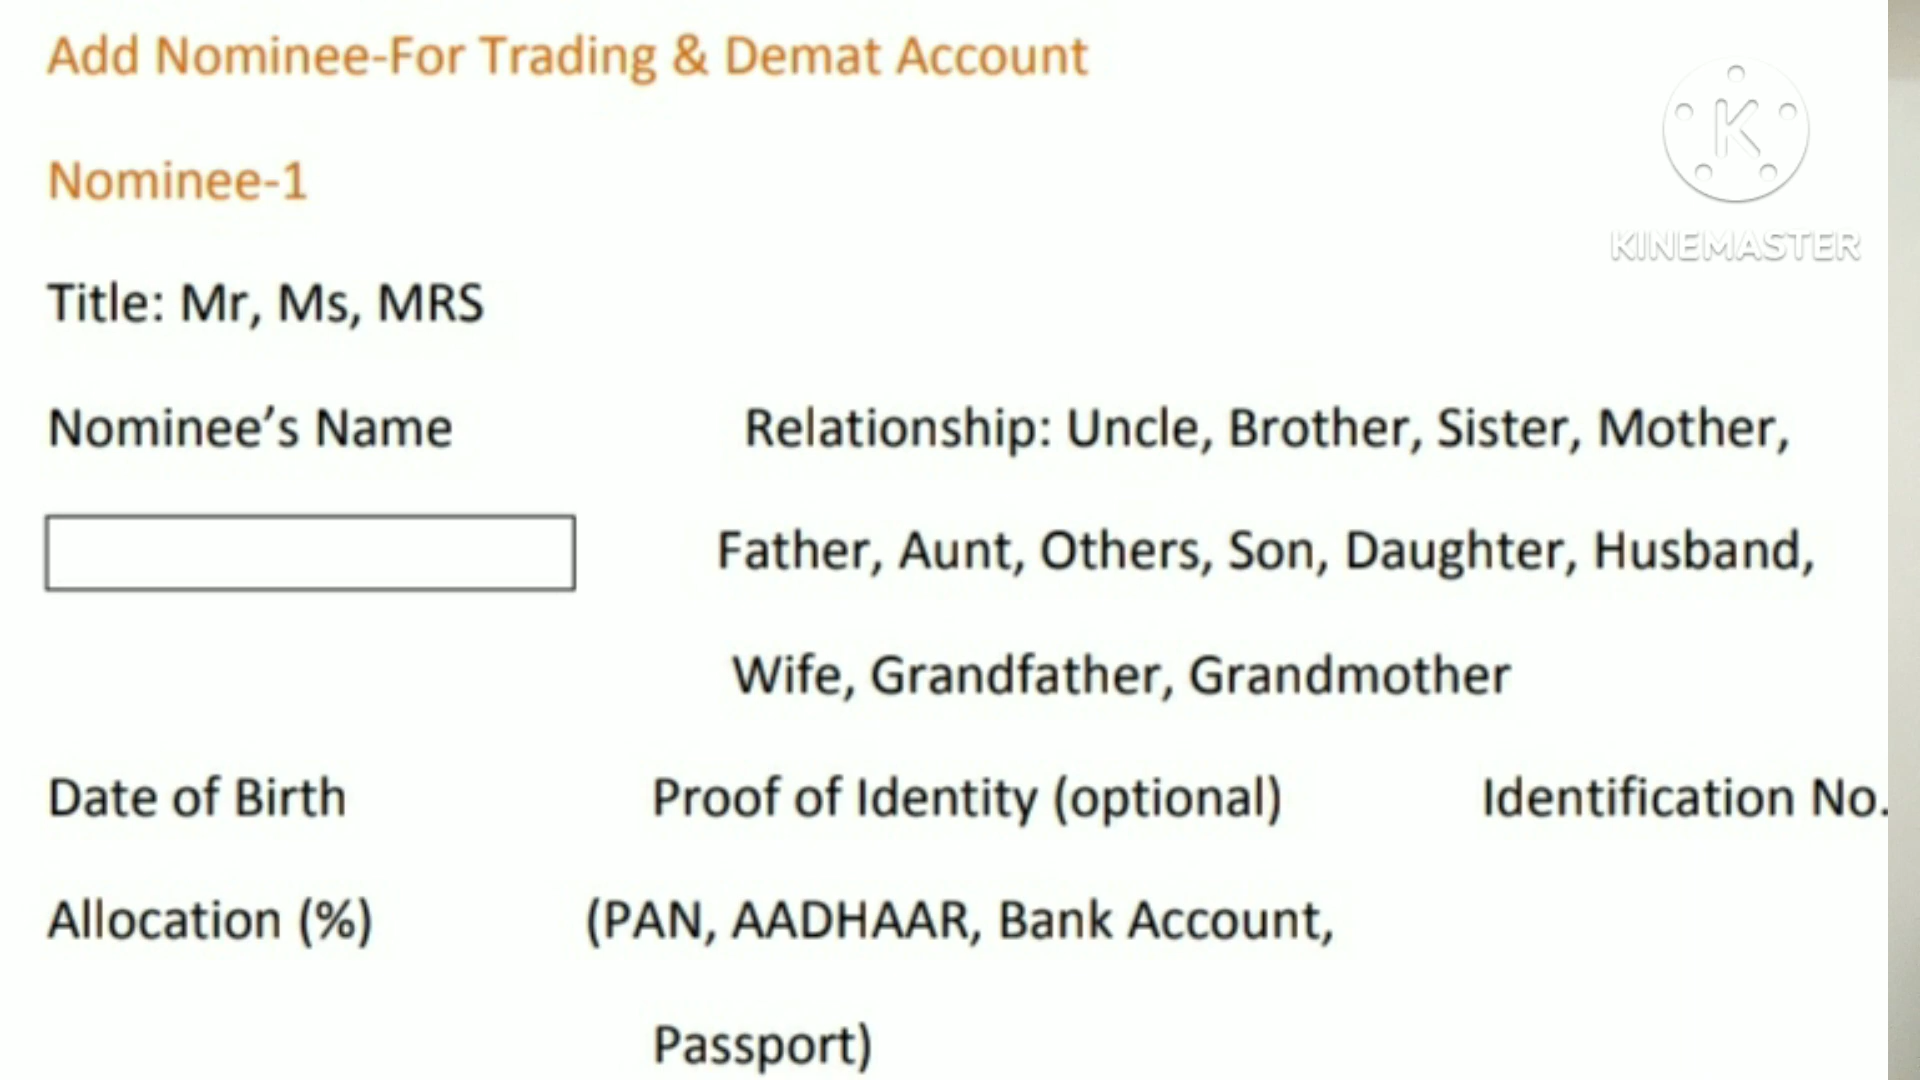 Add Nominee-For Trading & Demat Account
Nominee-1
KINEMASTER
Title: Mr, Ms, MRS
Nominee’s Name Relationship: Uncle, Brother, Sister, Mother,
Father, Aunt, Others, Son, Daughter, Husband,
Wife, Grandfather, Grandmother
Date of Birth Proof of Identity (optional) Identification No.
Allocation (%) (PAN, AADHAAR, Bank Account,
Passport)